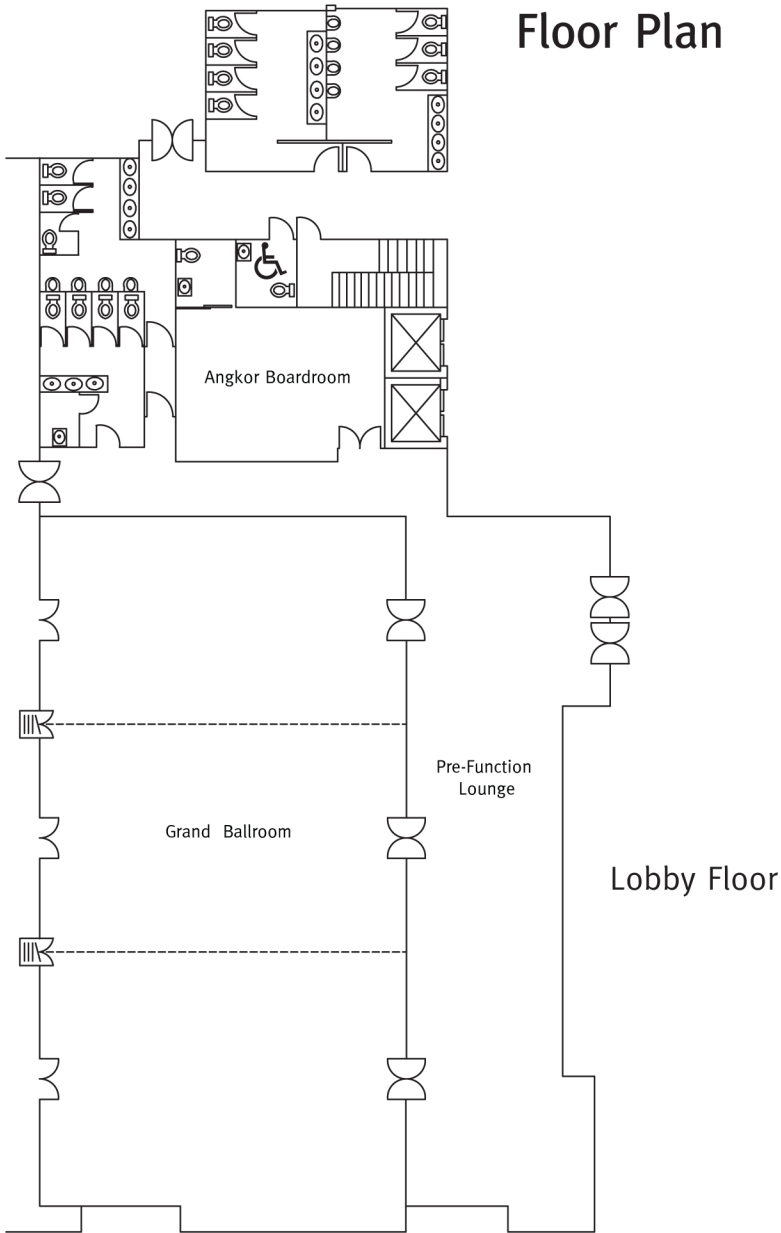 Floor Plan
Angkor Boardroom
Pre-Function
Lounge
Grand Ballroom
Lobby Floor